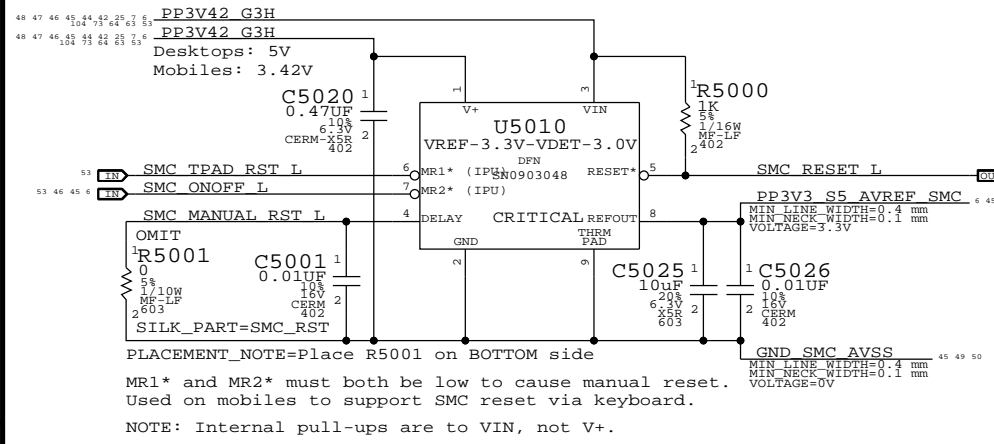 48 47 46 45 44 42 25 7 6
104 73 64 63 53
PP3V42_G3H
48 47 46 45 44 42 25 7 6
104 73 64 63 53
PP3V42_G3H
Desktops: 5V
Mobiles: 3.42V
C5020
0.47UF
10%
6.3V
CERM-X5R
402
1
2
1
V+
3
VIN
U5010
VREF-3.3V-VDET-3.0V
DFN
SN0903048
CRITICAL
1
R5000
1K
5%
1/16W
MF-LF
402
2
53
IN
SMC_TPAD_RST_L
6
MR1* (IPU)
RESET*
5
SMC_RESET_L
OU
53 46 45 6
IN
SMC_ONOFF_L
7
MR2* (IPU)
SMC_MANUAL_RST_L
4
DELAY
REFOUT
8
PP3V3_S5_AVREF_SMC
6 45
MIN_LINE_WIDTH=0.4 mm
MIN_NECK_WIDTH=0.1 mm
VOLTAGE=3.3V
GND
2
THRM
PAD
9
OMIT
1
R5001
0
5%
1/10W
MF-LF
603
2
SILK_PART=SMC_RST
C5001
0.01UF
10%
16V
CERM
402
1
2
C5025
10uF
20%
6.3V
X5R
603
1
2
1
2
C5026
0.01UF
10%
16V
CERM
402
PLACEMENT_NOTE=Place R5001 on BOTTOM side
GND_SMC_AVSS
45 49 50
MIN_LINE_WIDTH=0.4 mm
MIN_NECK_WIDTH=0.1 mm
VOLTAGE=0V
MR1* and MR2* must both be low to cause manual reset.
Used on mobiles to support SMC reset via keyboard.
NOTE: Internal pull-ups are to VIN, not V+.